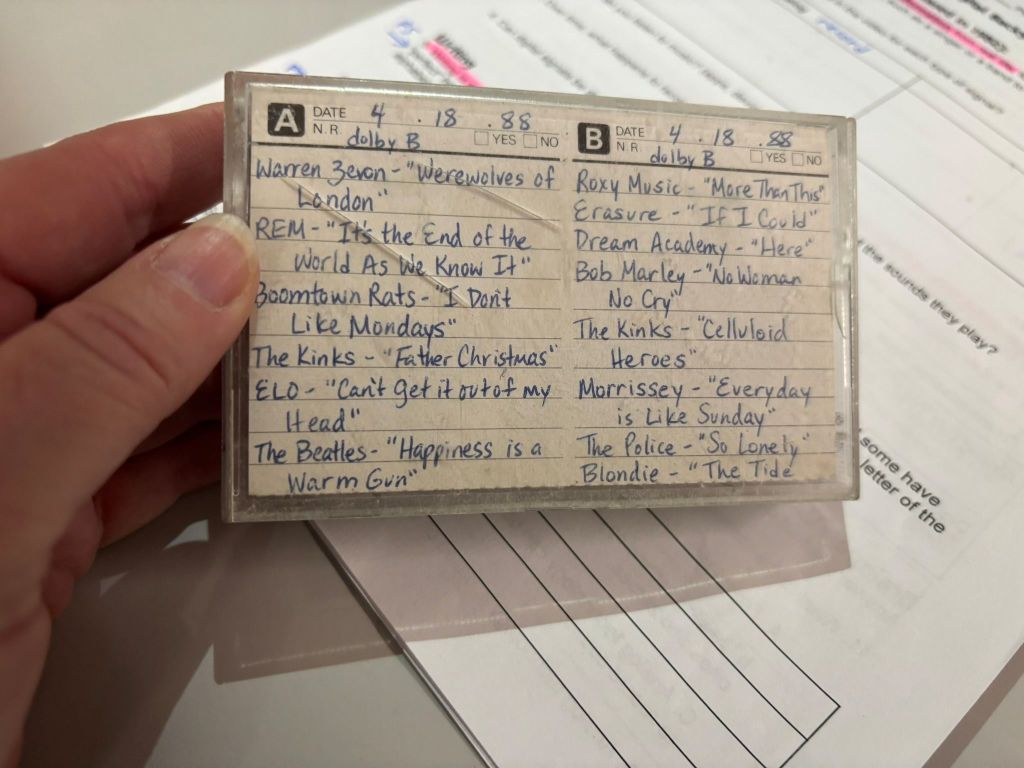 A DATE 4 . 18 . 88
N.R. dolby B YES NO
Warren Zevon - "Werewolves of
London"
REM - "It's the End of the
World As We Know It"
Boomtown Rats - "I Don't
Like Mondays"
The Kinks - "Father Christmas"
ELO - "Can't get it out of my
Head"
The Beatles - "Happiness is a
Warm Gun"
B DATE 4 . 18 . 88
N.R. dolby B YES NO
Roxy Music - "More Than This"
Erasure - "If I Could"
Dream Academy - "Here"
Bob Marley - "No Woman
No Cry"
The Kinks - "Celluloid
Heroes"
Morrissey - "Everyday
is Like Sunday"
The Police - "So Lonely"
Blondie - "The Tide
the sounds they play?
some have
letter of the